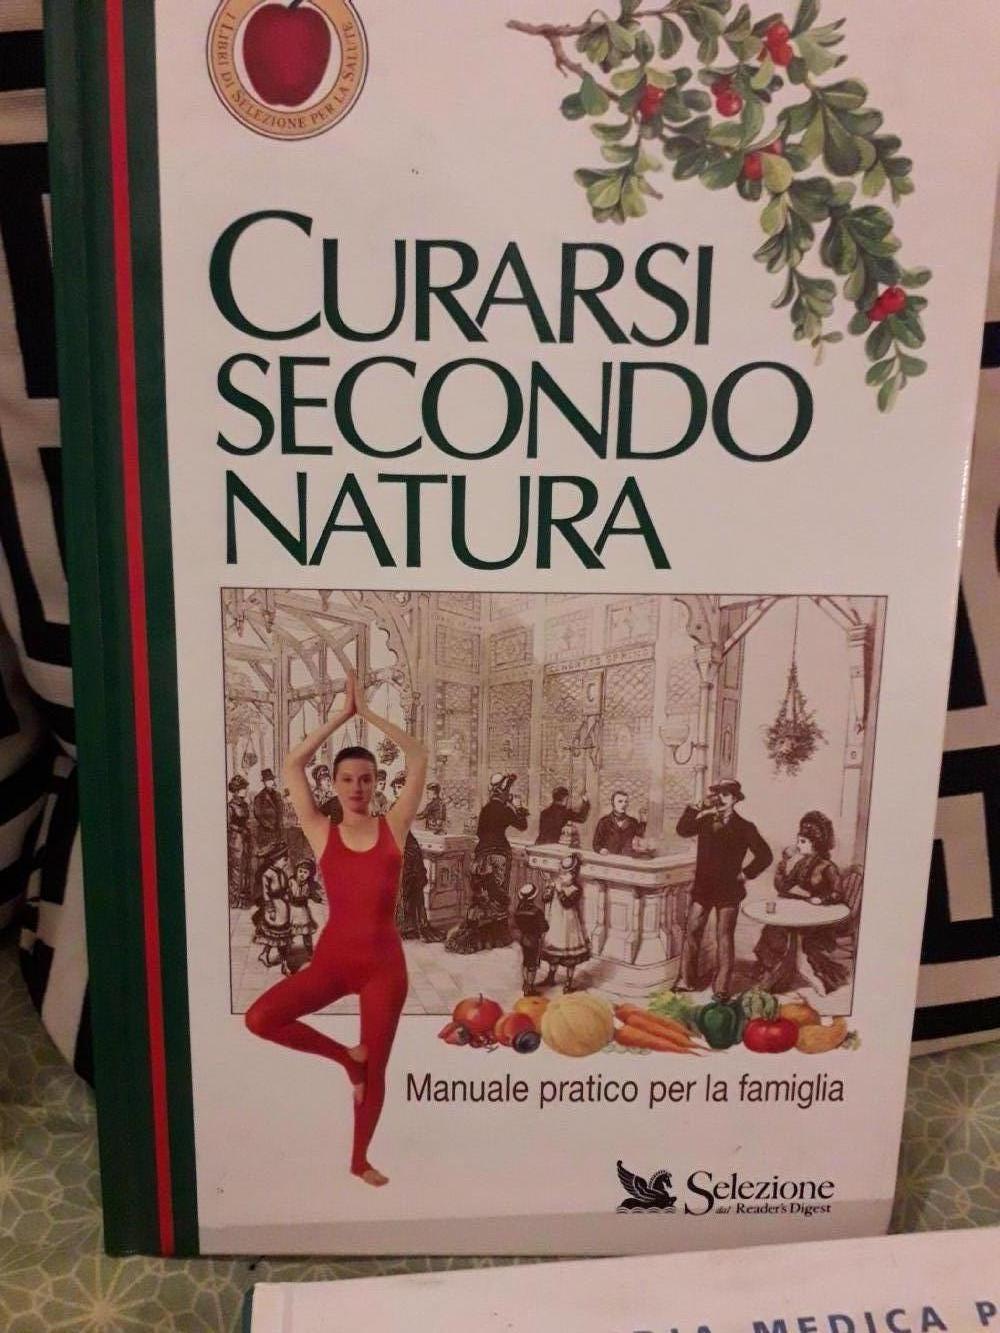 I LIBRI DI SELEZIONE PER LA SALUTE
CURARSI
SECONDO
NATURA
Manuale pratico per la famiglia
Selezione
dal Reader's Digest
MEDICA